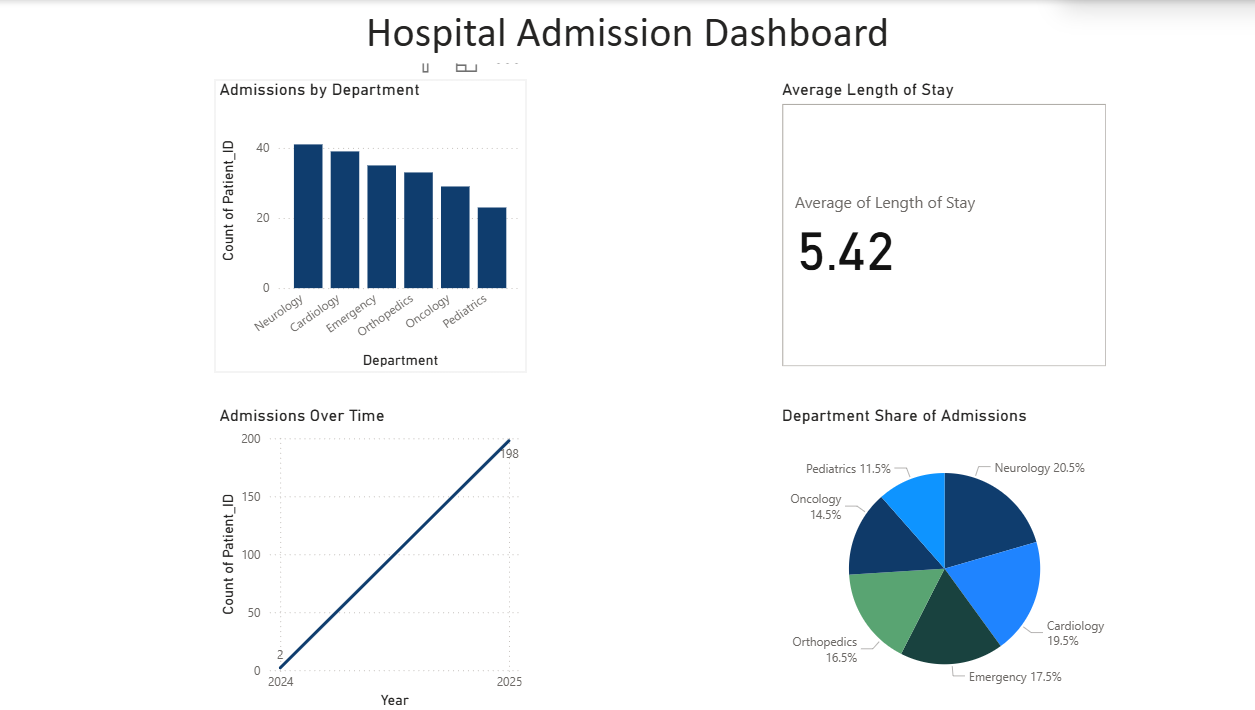 Hospital Admission Dashboard
Admissions by Department
Count of Patient_ID
40
20
0
Neurology
Cardiology
Emergency
Orthopedics
Oncology
Pediatrics
Department
Average Length of Stay
Average of Length of Stay
5.42
Admissions Over Time
Count of Patient_ID
200
150
100
50
0
198
2
2024
2025
Year
Department Share of Admissions
Neurology 20.5%
Cardiology
19.5%
Emergency 17.5%
Orthopedics
16.5%
Oncology
14.5%
Pediatrics 11.5%